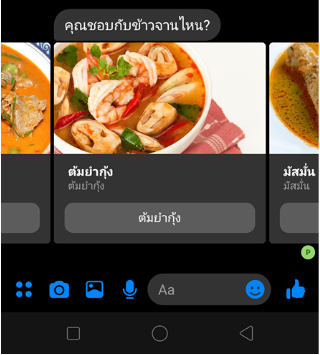 คุณชอบกับข้าวจานไหน?
ต้มยำกุ้ง
ต้มยำกุ้ง
ต้มยำกุ้ง
มัสมั่น
มัสมั่น
P
Aa